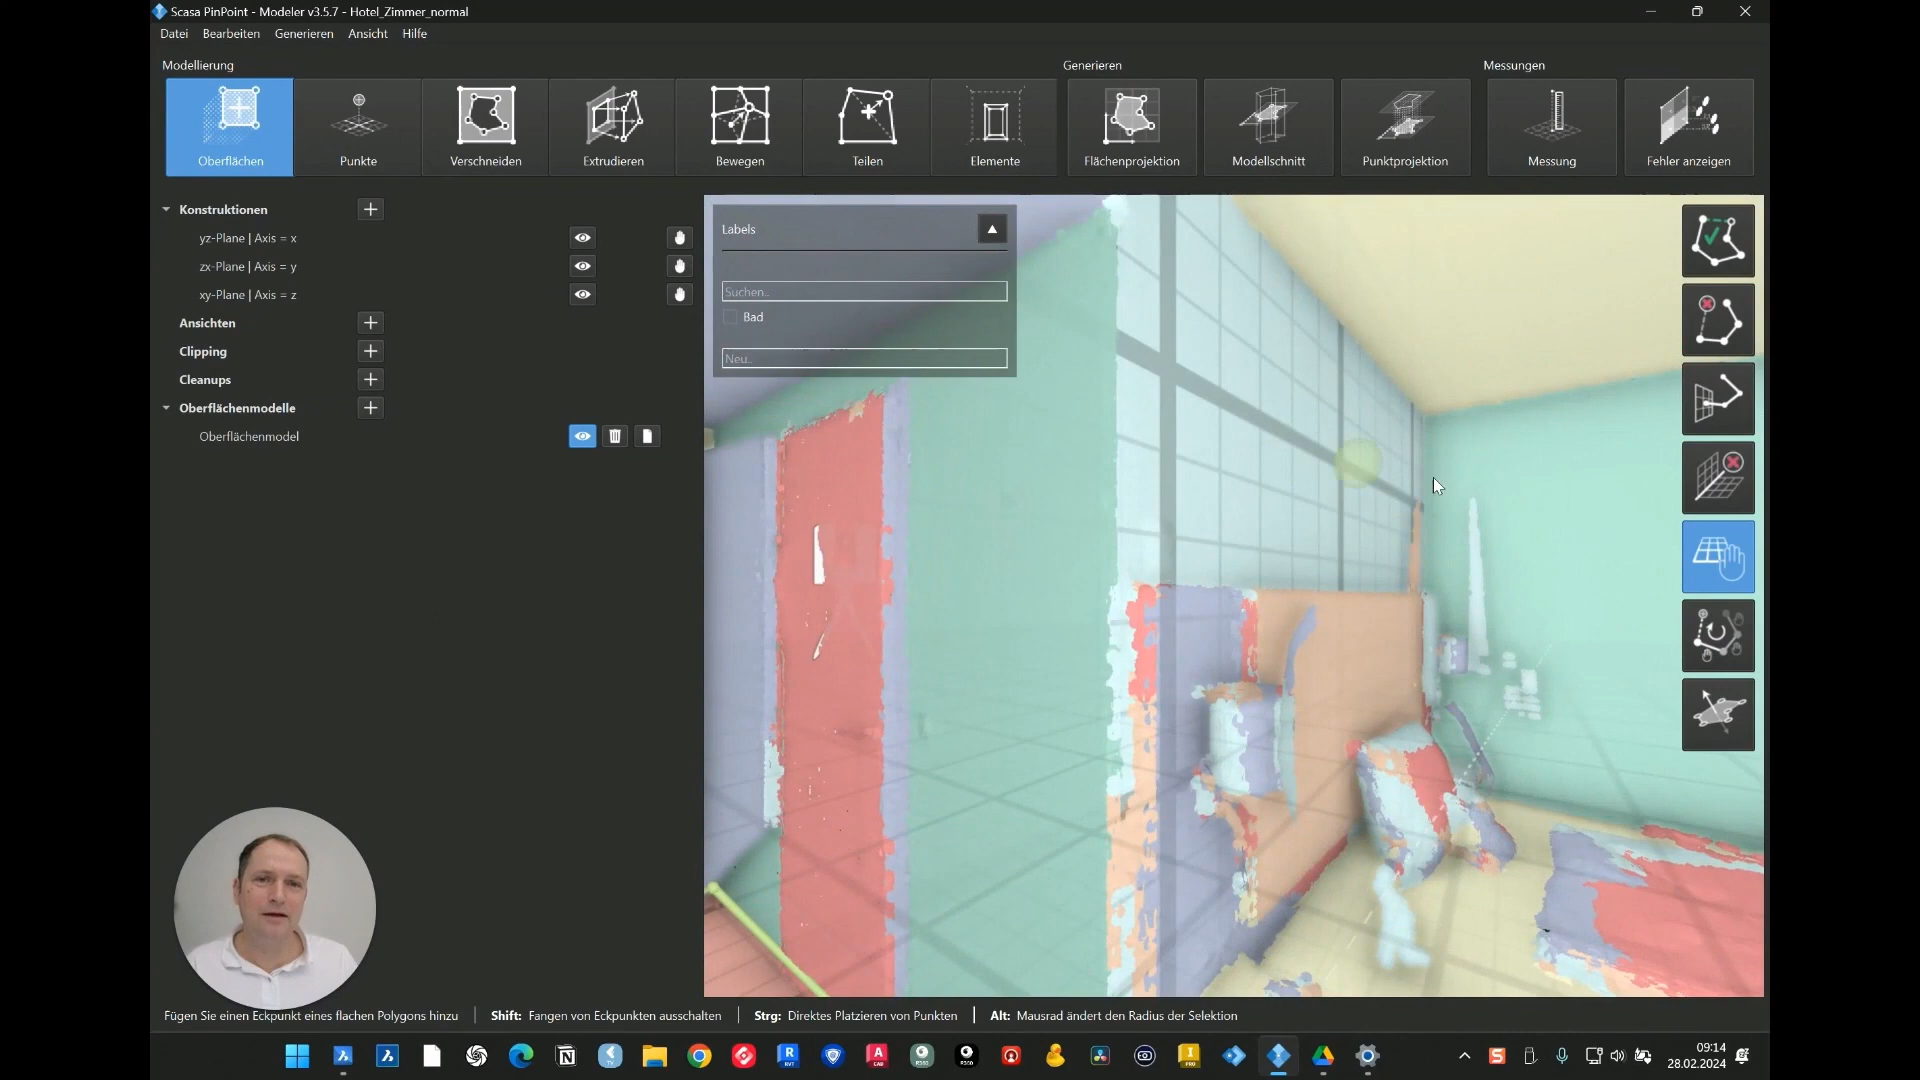 Scasa PinPoint - Modeler v3.5.7 - Hotel_Zimmer_normal
Datei Bearbeiten Generieren Ansicht Hilfe
Modellierung Generieren Messungen
Oberflächen Punkte Verschneiden Extrudieren Bewegen Teilen Elemente Flächenprojektion Modellschnitt Punktprojektion Messung Fehler anzeigen
Konstruktionen
yz-Plane | Axis = x
zx-Plane | Axis = y
xy-Plane | Axis = z
Ansichten
Clipping
Cleanups
Oberflächenmodelle
Oberflächenmodel
Labels
Suchen..
Bad
Neu..
Fügen Sie einen Eckpunkt eines flachen Polygons hinzu Shift: Fangen von Eckpunkten ausschalten Strg: Direktes Platzieren von Punkten Alt: Mausrad ändert den Radius der Selektion
09:14
28.02.2024